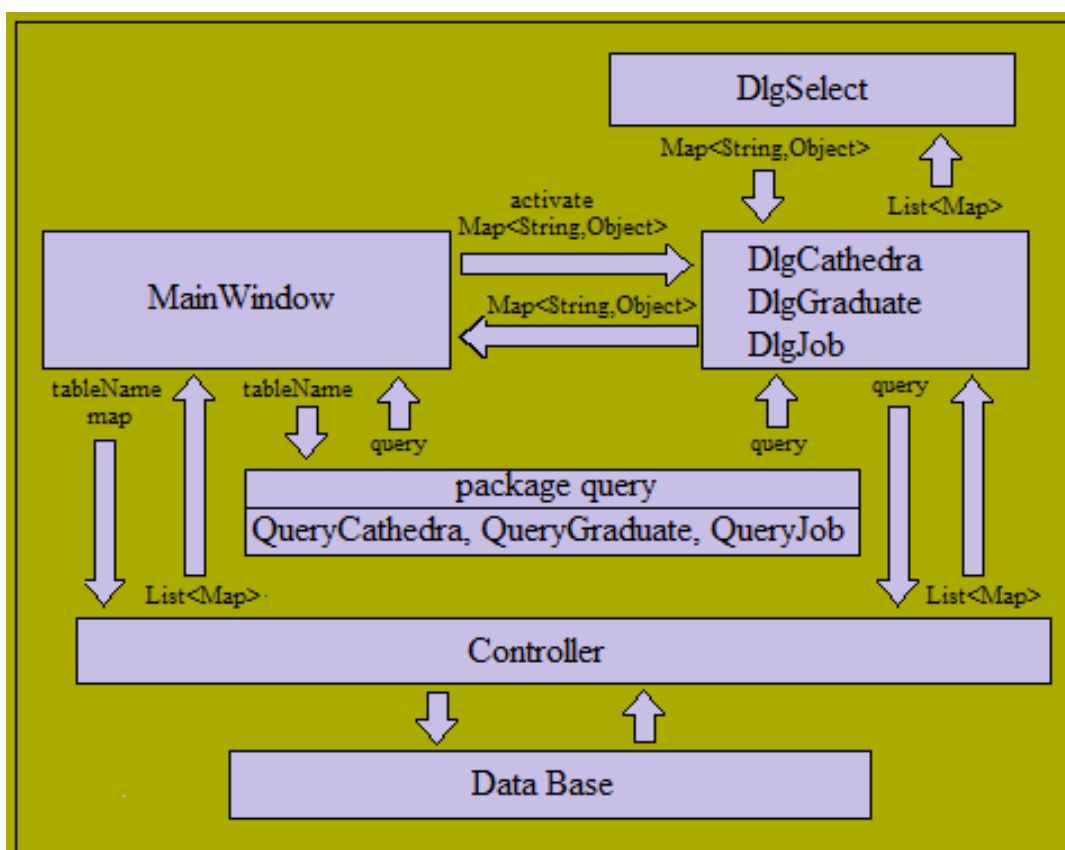 DlgSelect
Map<String,Object>
List<Map>
activate
Map<String,Object>
MainWindow
Map<String,Object>
DlgCathedra
DlgGraduate
DlgJob
tableName
map
tableName
query
query
query
package query
QueryCathedra, QueryGraduate, QueryJob
List<Map>
List<Map>
Controller
Data Base